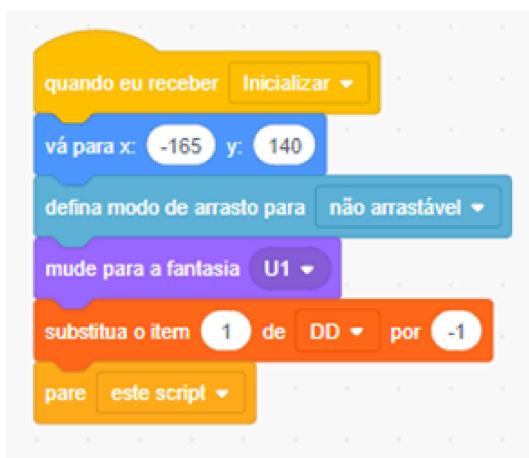 quando eu receber Inicializar
vá para x: -165 y: 140
defina modo de arrasto para não arrastável
mude para a fantasia U1
substitua o item 1 de DD por -1
pare este script